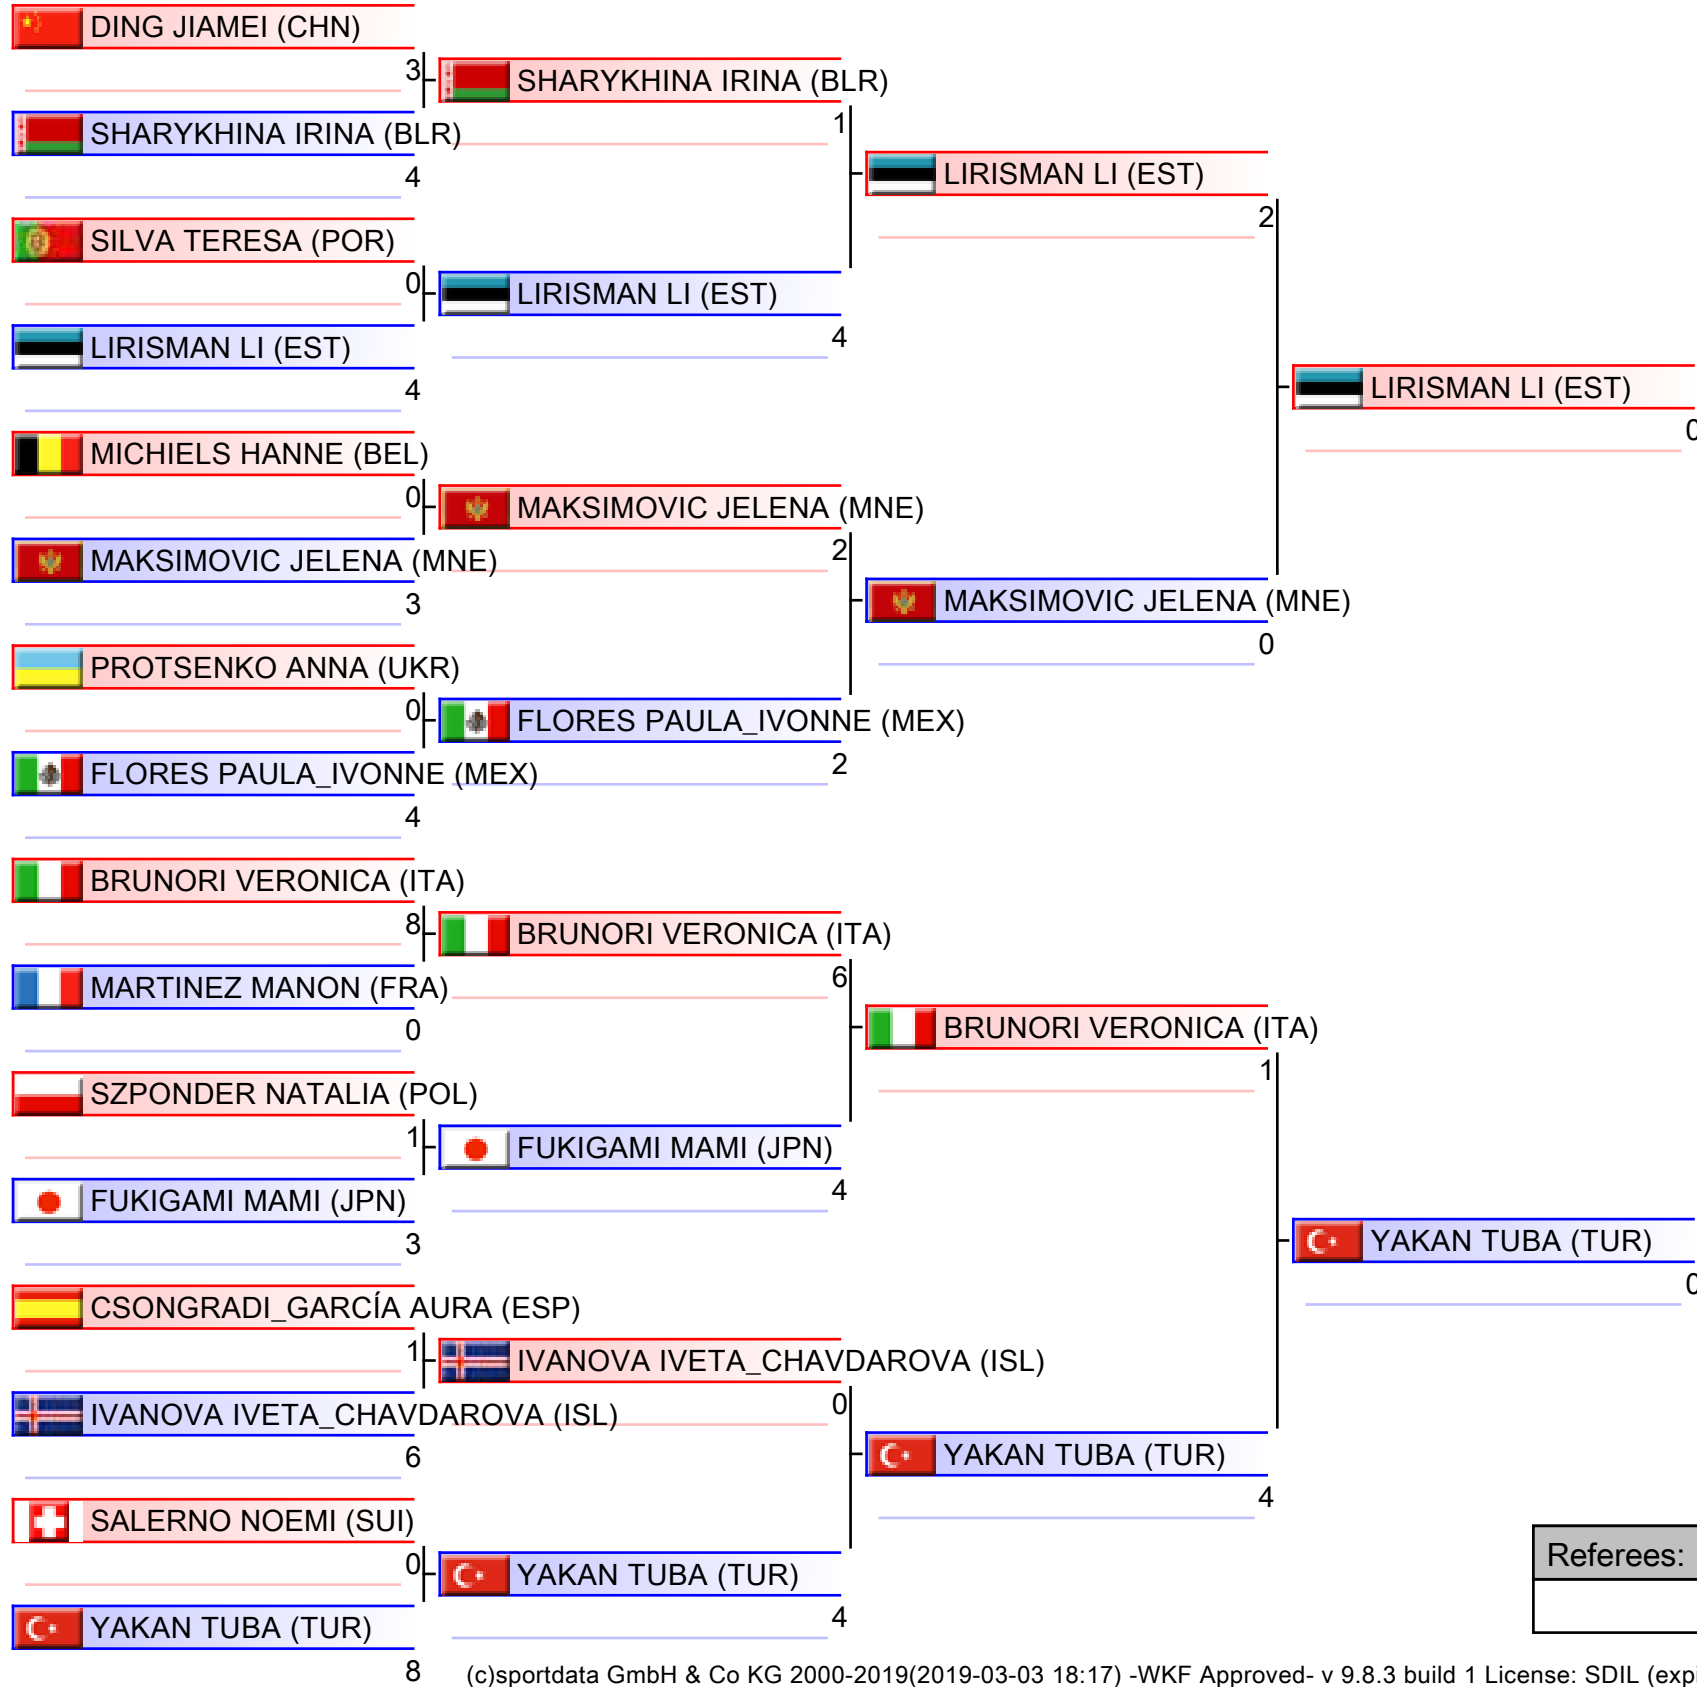 DING JIAMEI (CHN)
3
SHARYKHINA IRINA (BLR)
4
SILVA TERESA (POR)
0
LIRISMAN LI (EST)
4
MICHIELS HANNE (BEL)
0
MAKSIMOVIC JELENA (MNE)
3
PROTSENKO ANNA (UKR)
0
FLORES PAULA_IVONNE (MEX)
4
BRUNORI VERONICA (ITA)
8
MARTINEZ MANON (FRA)
0
SZPONDER NATALIA (POL)
1
FUKIGAMI MAMI (JPN)
3
CSONGRADI_GARCÍA AURA (ESP)
1
IVANOVA IVETA_CHAVDAROVA (ISL)
6
SALERNO NOEMI (SUI)
0
YAKAN TUBA (TUR)
8
SHARYKHINA IRINA (BLR)
1
LIRISMAN LI (EST)
4
MAKSIMOVIC JELENA (MNE)
2
FLORES PAULA_IVONNE (MEX)
2
BRUNORI VERONICA (ITA)
6
FUKIGAMI MAMI (JPN)
4
IVANOVA IVETA_CHAVDAROVA (ISL)
0
YAKAN TUBA (TUR)
4
LIRISMAN LI (EST)
2
MAKSIMOVIC JELENA (MNE)
0
BRUNORI VERONICA (ITA)
1
YAKAN TUBA (TUR)
4
LIRISMAN LI (EST)
0
YAKAN TUBA (TUR)
0
Referees:
(c)sportdata GmbH & Co KG 2000-2019(2019-03-03 18:17) -WKF Approved- v 9.8.3 build 1 License: SDIL (exp